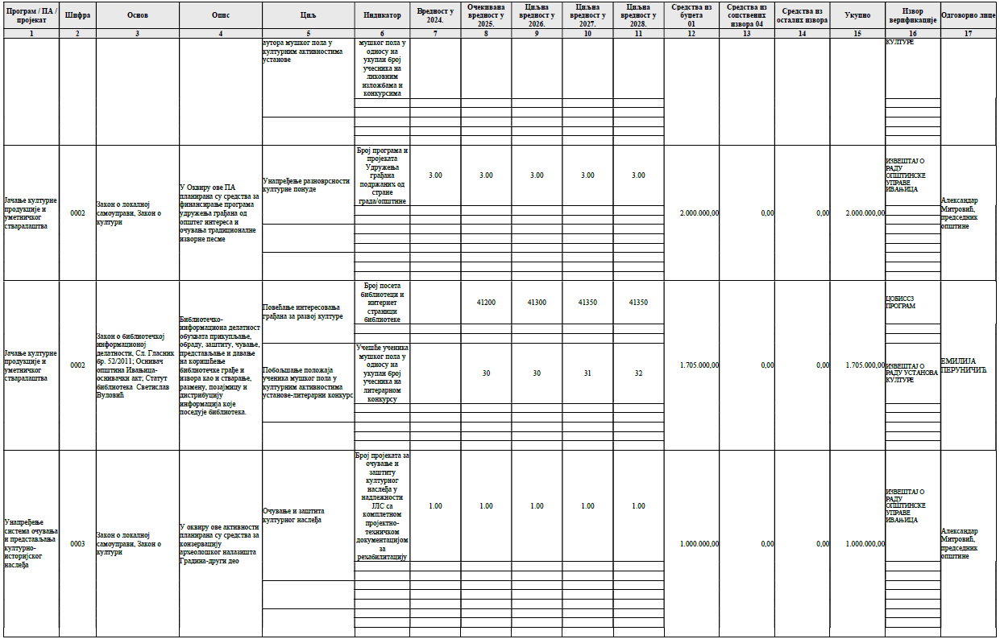 Програм / ПА / пројекат
Шифра
Основ
Опис
Циљ
Индикатор
Вредност у 2024.
Очекивана вредност у 2025.
Циљна вредност у 2026.
Циљна вредност у 2027.
Циљна вредност у 2028.
Средства из буџета 01
Средства из сопствених извора 04
Средства из осталих извора
Укупно
Извор верификације
Одговорно лице
1 2 3 4 5 6 7 8 9 10 11 12 13 14 15 16 17
аутора мушког пола у
културним активностима
установе
мушког пола у
односу на
укупан број
учесника на
ликовним
изложбама и
конкурсима
КУЛТУРЕ
Јачање културне
продукције и
уметничког
стваралаштва
0002
Закон о локалној
самоуправи, Закон о
култури
У Оквиру ове ПА
планирана су средства за
финансирање програма
удружења грађана од
општег интереса и
очувања традиционалне
изворне песме
Унапређење разноврсности
културне понуде
Број програма и
пројеката
Удружења
грађана
подржаних од
стране
града/општине
3.00 3.00 3.00 3.00 3.00
2.000.000,00 0,00 0,00 2.000.000,00
ИЗВЕШТАЈ О
РАДУ
ОПШТИНСКЕ
УПРАВЕ
ИВАЊИЦА
Александар
Митровић,
председник
општине
Јачање културне
продукције и
уметничког
стваралаштва
0002
Закон о библиотечкој
информационој
делатности, Сл. Гласник
бр. 52/2011; Оснивач
општина Ивањица-
оснивачки акт; Статут
библиотека Светислав
Вуловић
Библиотечко-
информациона делатност
обухвата прикупљање,
обраду, заштиту, чување,
представљање и давање
на коришћење
библиотечке грађе и
извора као и стварање,
размену, позајмицу и
дистрибуцију
информација које
поседује библиотека.
Повећање интересовања
грађана за развој културе
Број посета
библиотеци и
интернет
страници
библиотеке
41200 41300 41350 41350
ЦОБИССЗ
ПРОГРАМ
Побољшање положаја
ученика мушког пола у
културним активностима
установе-литерарни конкурс
Учешће ученика
мушког пола у
односу на
укупан број
учесника на
литерарном
конкурсу
30 30 31 32
1.705.000,00 0,00 0,00 1.705.000,00
ИЗВЕШТАЈ О
РАДУ УСТАНОВА
КУЛТУРЕ
ЕМИЛИЈА
ПЕРУНИЧИЋ
Унапређење
система очувања
и представљања
културно-
историјског
наслеђа
0003
Закон о локалној
самоуправи, Закон о
култури
У оквиру ове активности
планирана су средства за
конзервацију
археолошког налазишта
Градина-други део
Очување и заштита
културног наслеђа
Број пројеката за
очување и
заштиту
културног
наслеђа у
надлежности
ЈЛС са
комплетном
пројектно-
техничком
документацијом
за
рехабилитацију
1.00 1.00 1.00 1.00 1.00
1.000.000,00 0,00 0,00 1.000.000,00
ИЗВЕШТАЈ О
РАДУ
ОПШТИНСКЕ
УПРАВЕ
ИВАЊИЦА
Александар
Митровић,
председник
општине